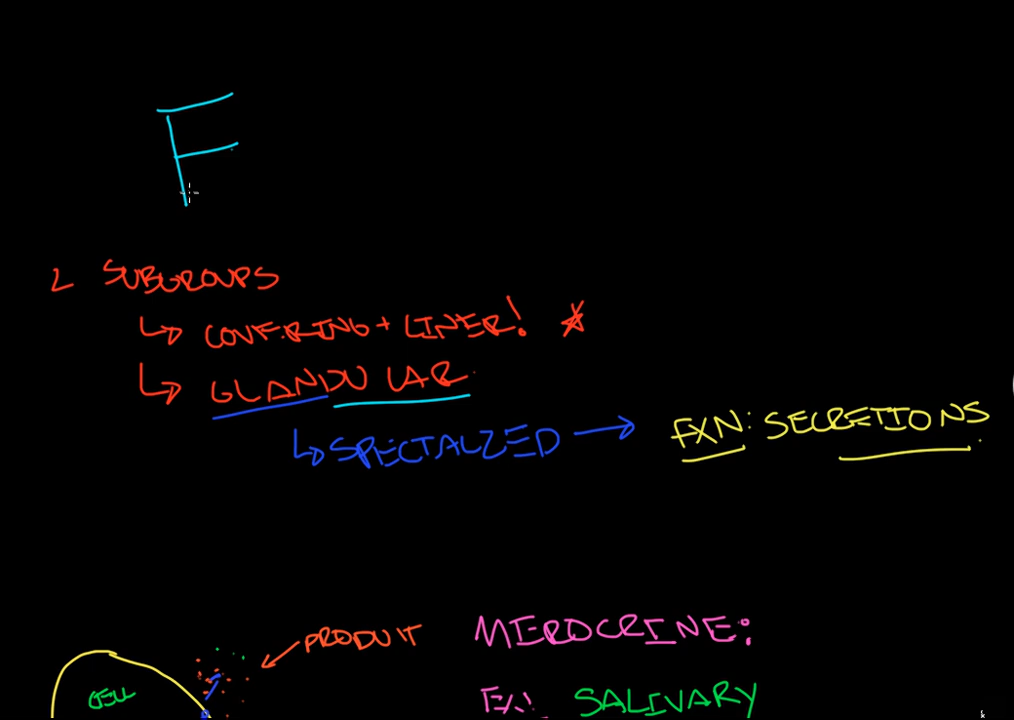 F
2 SUBGROUPS
↳ COVERING + LINER! *
↳ GLANDULAR
↳ SPECIALIZED → FXN: SECRETIONS
PRODUCT
MEROCRINE:
CELL
EX: SALIVARY